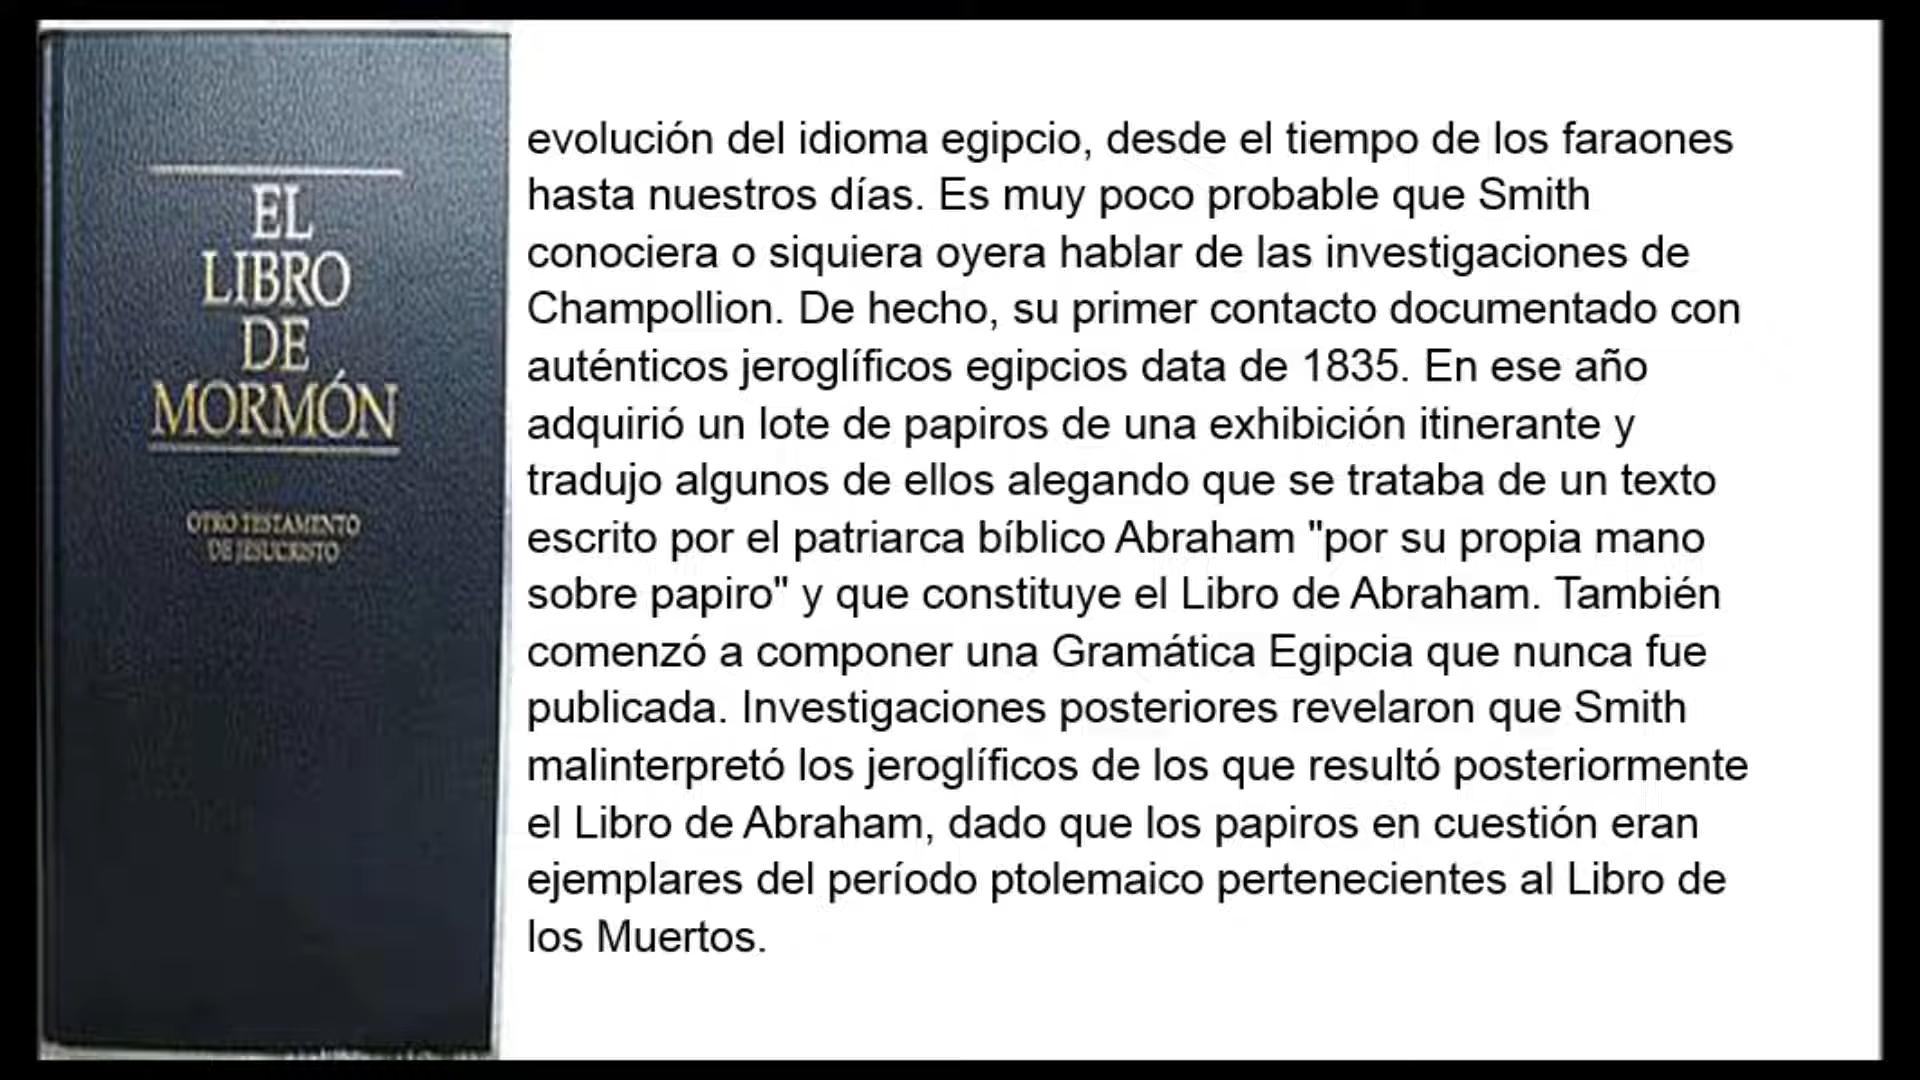 EL
LIBRO
DE
MORMÓN
OTRO TESTAMENTO
DE JESUCRISTO
evolución del idioma egipcio, desde el tiempo de los faraones
hasta nuestros días. Es muy poco probable que Smith
conociera o siquiera oyera hablar de las investigaciones de
Champollion. De hecho, su primer contacto documentado con
auténticos jeroglíficos egipcios data de 1835. En ese año
adquirió un lote de papiros de una exhibición itinerante y
tradujo algunos de ellos alegando que se trataba de un texto
escrito por el patriarca bíblico Abraham "por su propia mano
sobre papiro" y que constituye el Libro de Abraham. También
comenzó a componer una Gramática Egipcia que nunca fue
publicada. Investigaciones posteriores revelaron que Smith
malinterpretó los jeroglíficos de los que resultó posteriormente
el Libro de Abraham, dado que los papiros en cuestión eran
ejemplares del período ptolemaico pertenecientes al Libro de
los Muertos.